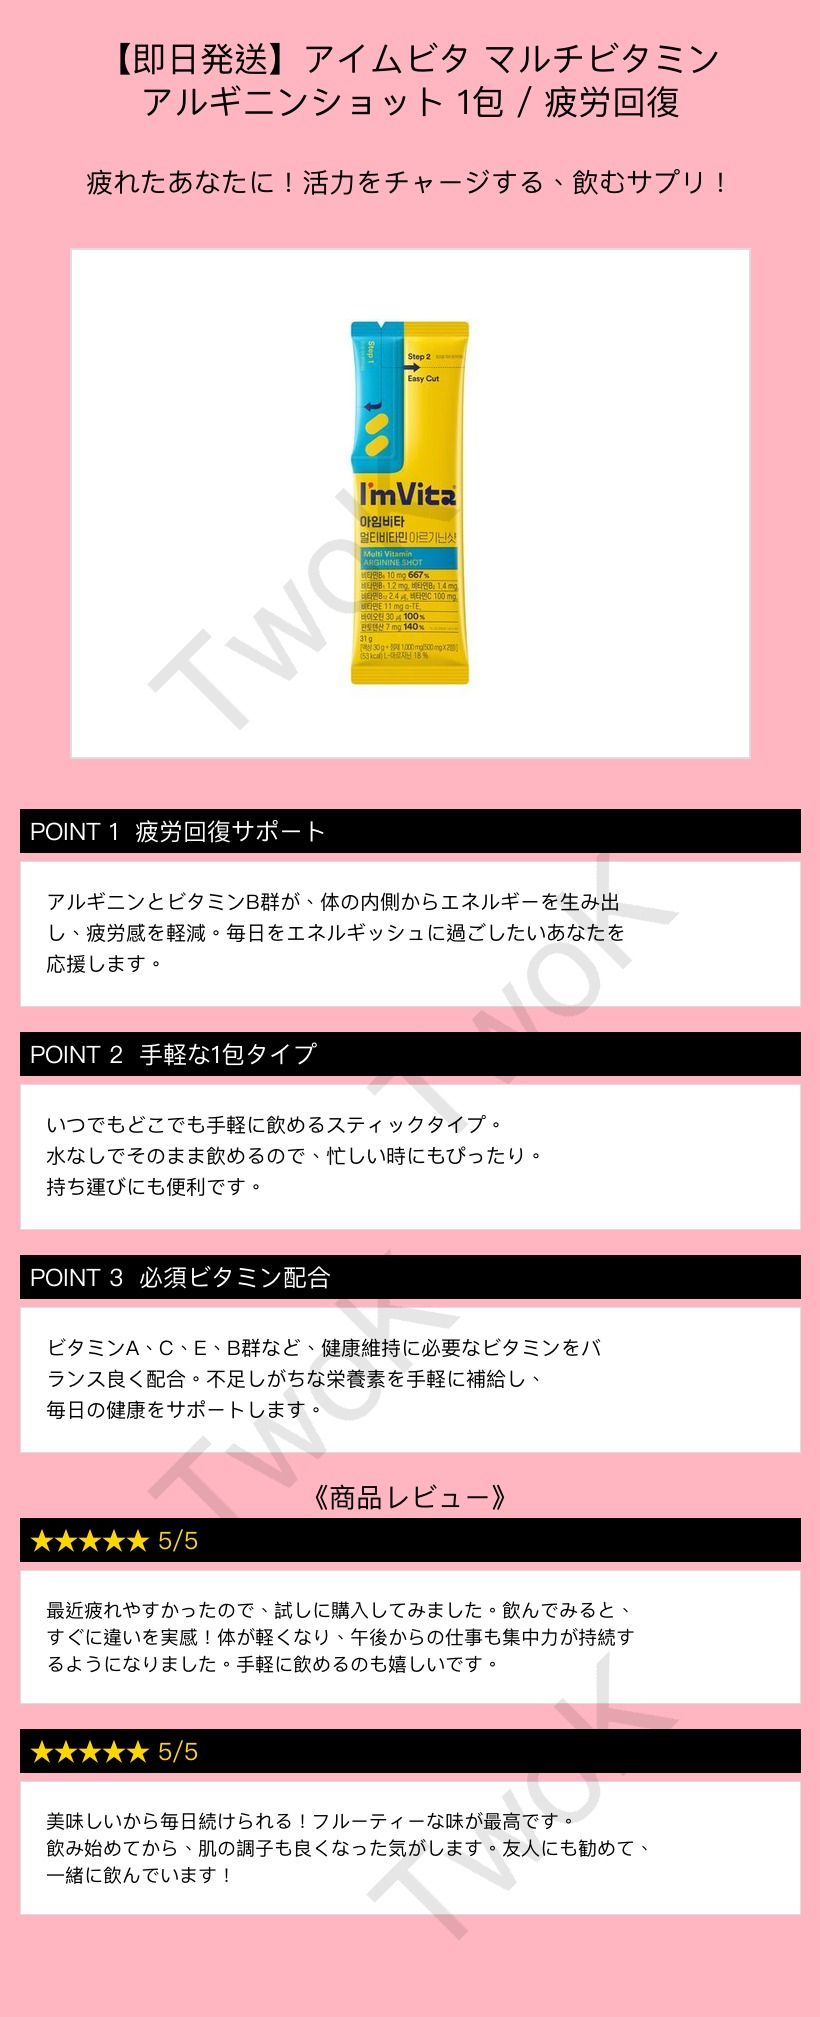 【即日発送】アイムビタ マルチビタミン
アルギニンショット 1包 / 疲労回復
疲れたあなたに！活力をチャージする、飲むサプリ！
Step 1
Step 2
Easy Cut
I'mVita
아임비타
멀티비타민 아르기닌샷
Multi Vitamin
ARGININE SHOT
비타민B₆ 10 mg 667%
비타민B₁ 1.2 mg, 비타민B₂ 1.4 mg,
비타민B₁₂ 2.4 ㎍, 비타민C 100 mg,
비타민E 11 mg α-TE,
바이오틴 30 ㎍ 100%
판토텐산 7 mg 140%
31 g
[액상 30 g + 정제 1,000 mg(500 mg X 2정)]
(53 kcal) L-아르지닌 18 %
TwoK
POINT 1 疲労回復サポート
アルギニンとビタミンB群が、体の内側からエネルギーを生み出
し、疲労感を軽減。毎日をエネルギッシュに過ごしたいあなたを
応援します。
TwoK
POINT 2 手軽な1包タイプ
いつでもどこでも手軽に飲めるスティックタイプ。
水なしでそのまま飲めるので、忙しい時にもぴったり。
持ち運びにも便利です。
POINT 3 必須ビタミン配合
ビタミンA、C、E、B群など、健康維持に必要なビタミンをバ
ランス良く配合。不足しがちな栄養素を手軽に補給し、
毎日の健康をサポートします。
TwoK
《商品レビュー》
★★★★★ 5/5
最近疲れやすかったので、試しに購入してみました。飲んでみると、
すぐに違いを実感！体が軽くなり、午後からの仕事も集中力が持続す
るようになりました。手軽に飲めるのも嬉しいです。
★★★★★ 5/5
美味しいから毎日続けられる！フルーティーな味が最高です。
飲み始めてから、肌の調子も良くなった気がします。友人にも勧めて、
一緒に飲んでいます！
TwoK